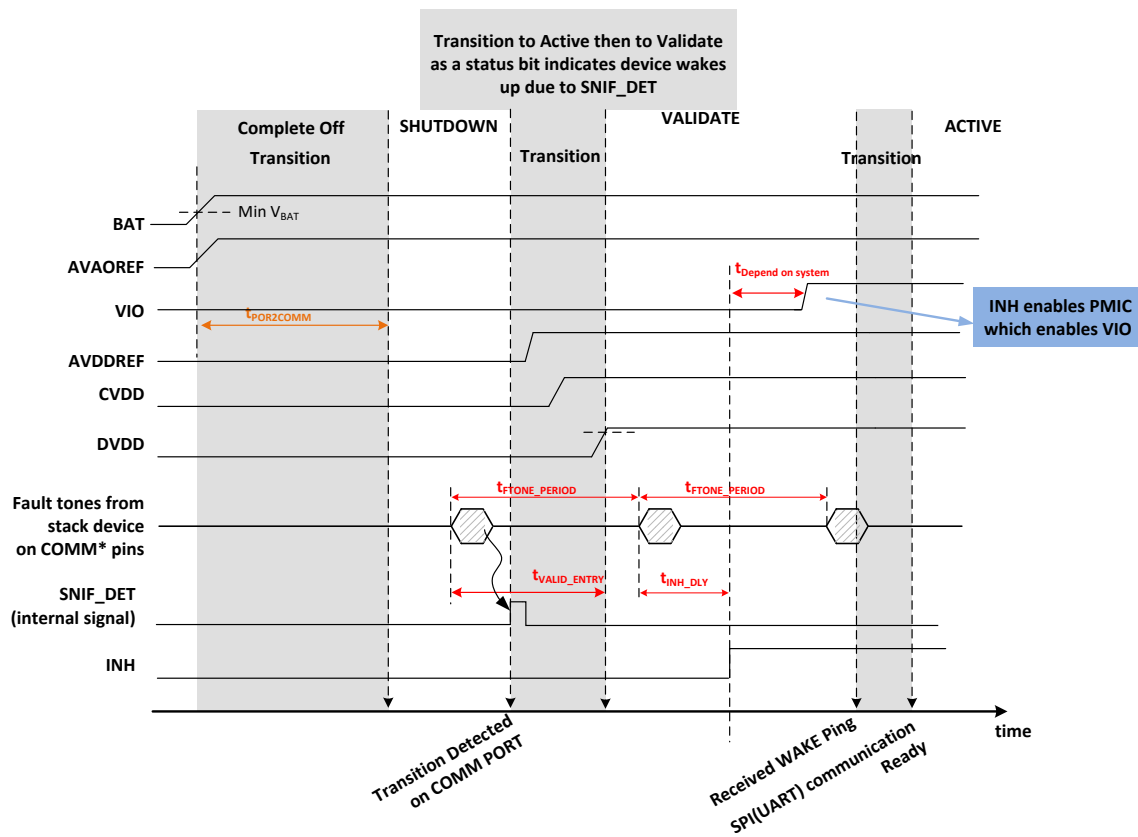 Transition to Active then to Validate
as a status bit indicates device wakes
up due to SNIF_DET
Complete Off
Transition
SHUTDOWN
Transition
VALIDATE
Transition
ACTIVE
BAT
Min VBAT
AVAOREF
tDepend on system
VIO
tPOR2COMM
INH enables PMIC
which enables VIO
AVDDREF
CVDD
DVDD
Fault tones from
stack device
on COMM* pins
tFTONE_PERIOD
tFTONE_PERIOD
tVALID_ENTRY
tINH_DLY
SNIF_DET
(internal signal)
INH
time
Transition Detected
on COMM PORT
Received WAKE Ping
SPI(UART) communication
Ready